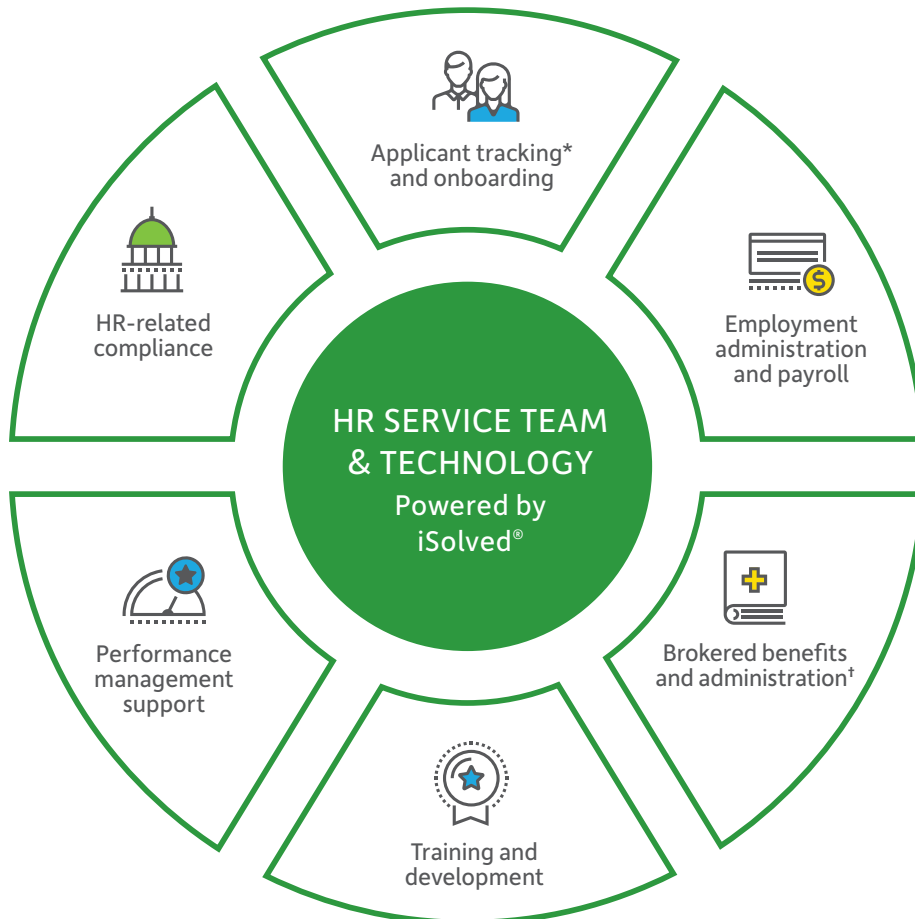 Applicant tracking*
and onboarding
Employment
administration
and payroll
Brokered benefits
and administration†
Training and
development
Performance
management
support
HR-related
compliance
HR SERVICE TEAM
& TECHNOLOGY
Powered by
iSolved®
$